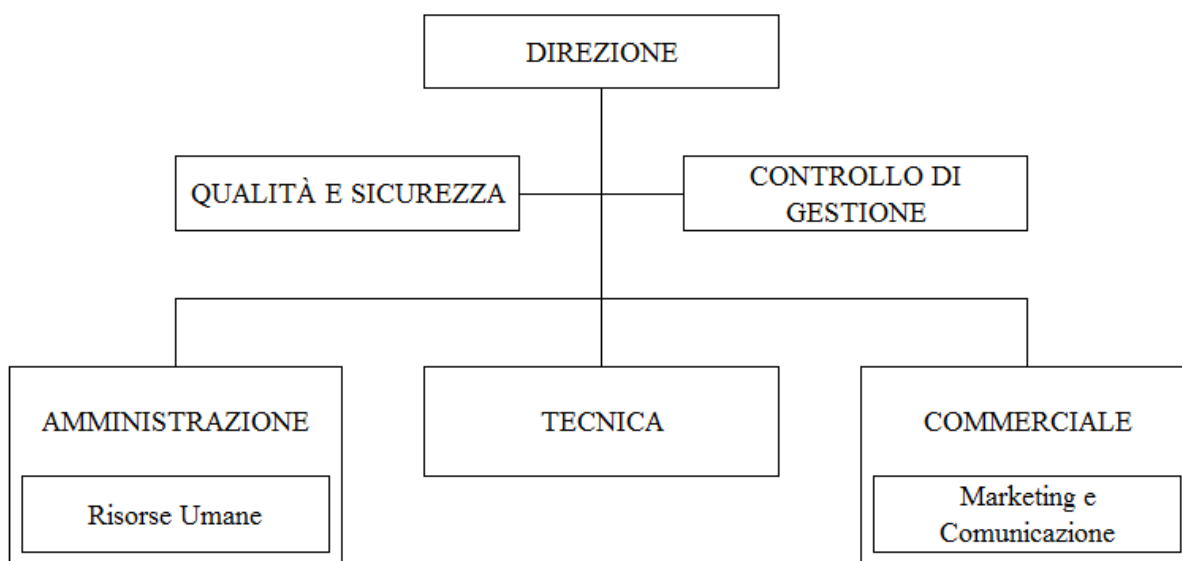 DIREZIONE
QUALITÀ E SICUREZZA
CONTROLLO DI
GESTIONE
AMMINISTRAZIONE
TECNICA
COMMERCIALE
Risorse Umane
Marketing e
Comunicazione